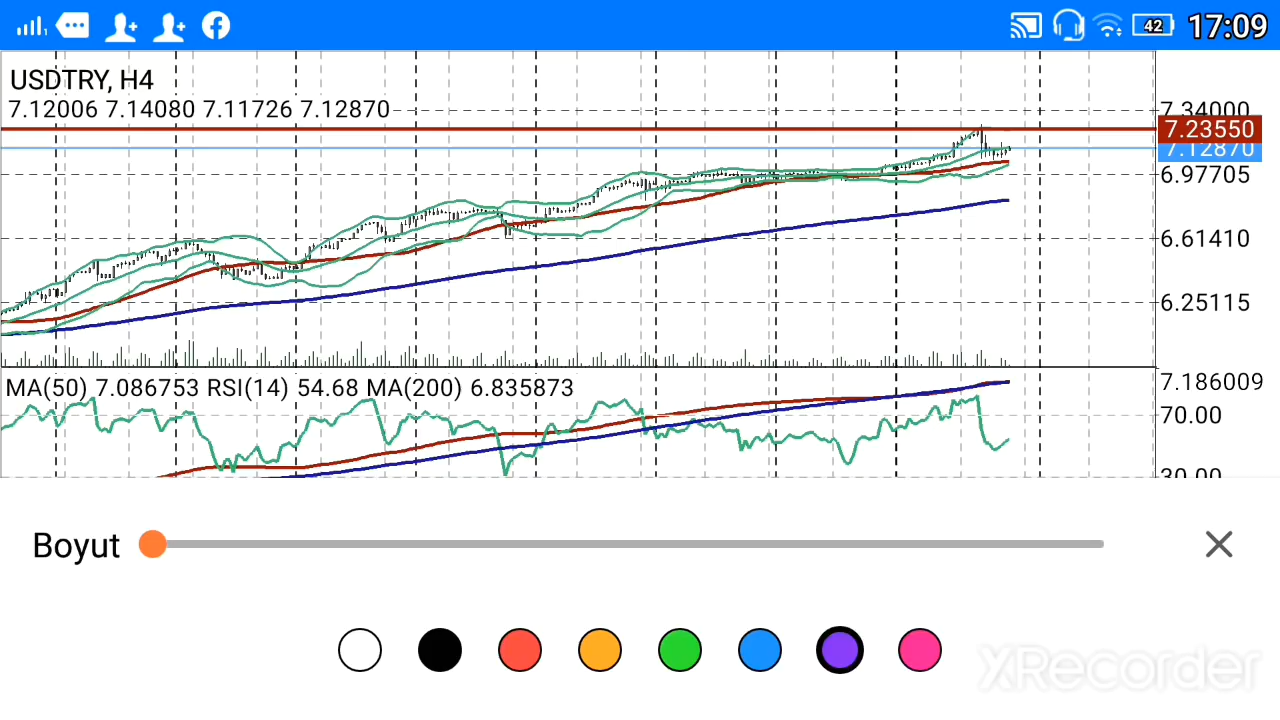 42 17:09
USDTRY, H4
7.12006 7.14080 7.11726 7.12870
7.34000
7.23550
7.12870
6.97705
6.61410
6.25115
MA(50) 7.086753 RSI(14) 54.68 MA(200) 6.835873
7.186009
70.00
30.00
Boyut
XRecorder